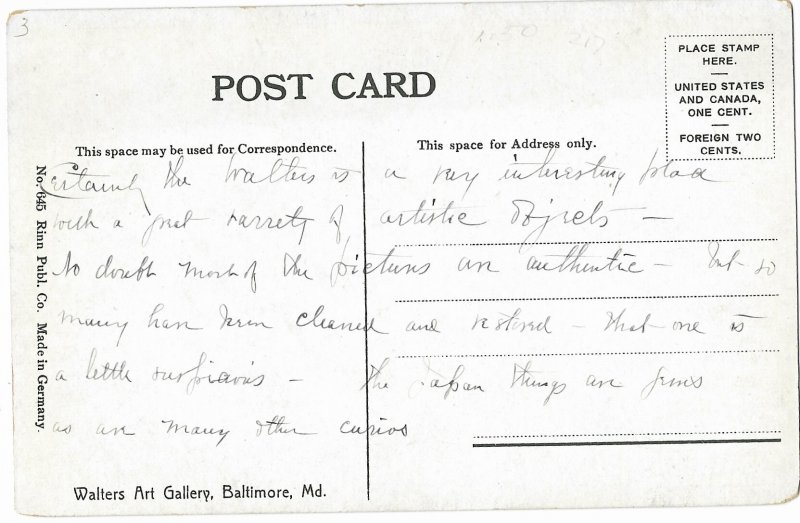 3
1150 217
POST CARD
PLACE STAMP
HERE.
UNITED STATES
AND CANADA,
ONE CENT.
FOREIGN TWO
CENTS.
This space may be used for Correspondence.
This space for Address only.
Certainly the Walters is a very interesting place
with a great variety of artistic objects —
No doubt most of the pictures are authentic — but so
many have been cleaned and restored — that one is
a little suspicious — The Japan things are gems
as are many other curios
No. 645 Rinn Publ. Co. Made in Germany.
Walters Art Gallery, Baltimore, Md.